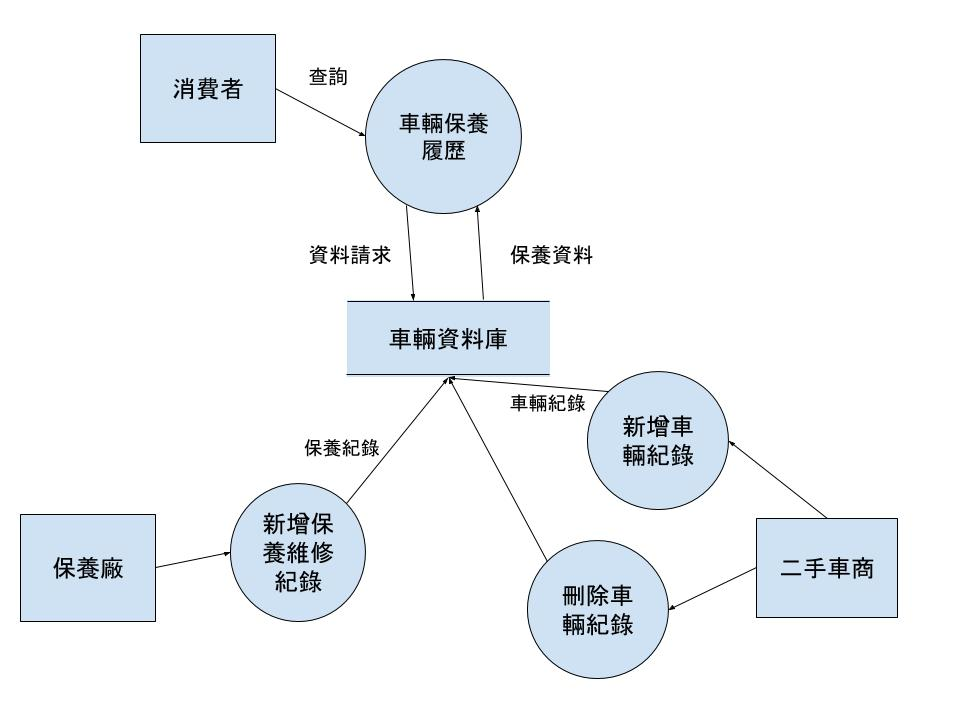 消費者
查詢
車輛保養
履歷
資料請求
保養資料
車輛資料庫
車輛紀錄
新增車
輛紀錄
保養紀錄
新增保
養維修
紀錄
保養廠
二手車商
刪除車
輛紀錄